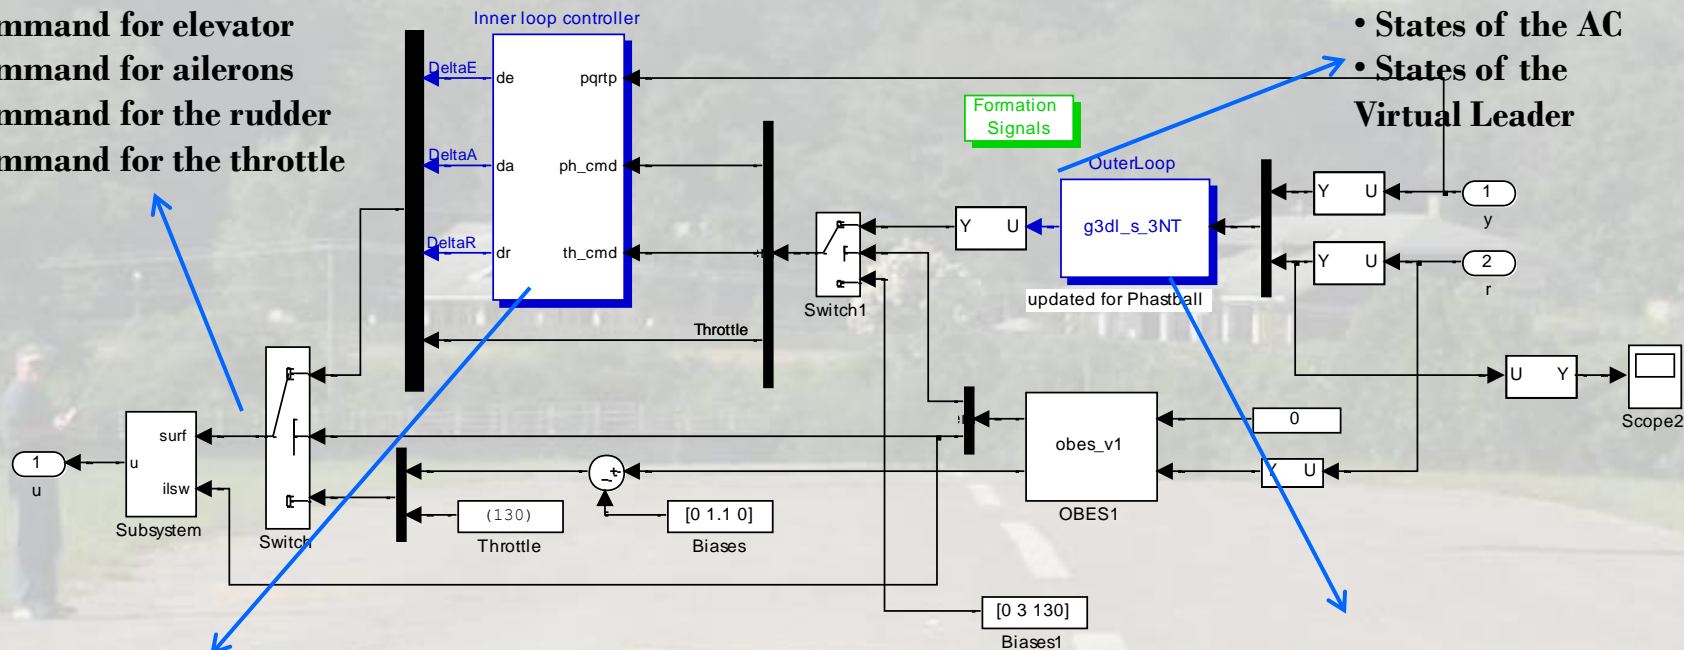 mmand for elevator
mmand for ailerons
mmand for the rudder
mmand for the throttle
Inner loop controller
DeltaE
de
pqrtp
DeltaA
da
ph_cmd
DeltaR
dr
th_cmd
Throttle
Formation
Signals
• States of the AC
• States of the
Virtual Leader
OuterLoop
g3dl_s_3NT
updated for Phastball
Y U
Y U
1
y
Y U
2
r
Switch1
U Y
Scope2
surf
u
ilsw
Subsystem
1
u
Switch
(130)
Throttle
[0 1.1 0]
Biases
obes_v1
OBES1
0
Y U
[0 3 130]
Biases1